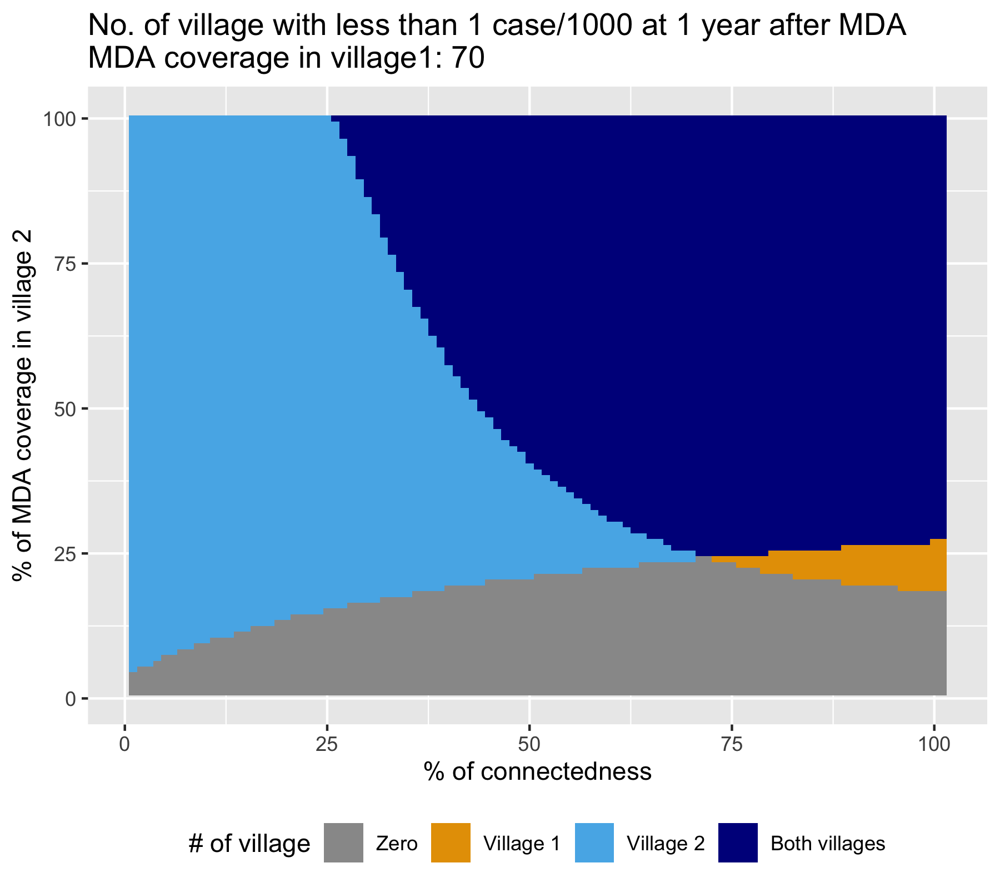 No. of village with less than 1 case/1000 at 1 year after MDA
MDA coverage in village1: 70
% of MDA coverage in village 2
100
75
50
25
0
0 25 50 75 100
% of connectedness
# of village Zero Village 1 Village 2 Both villages